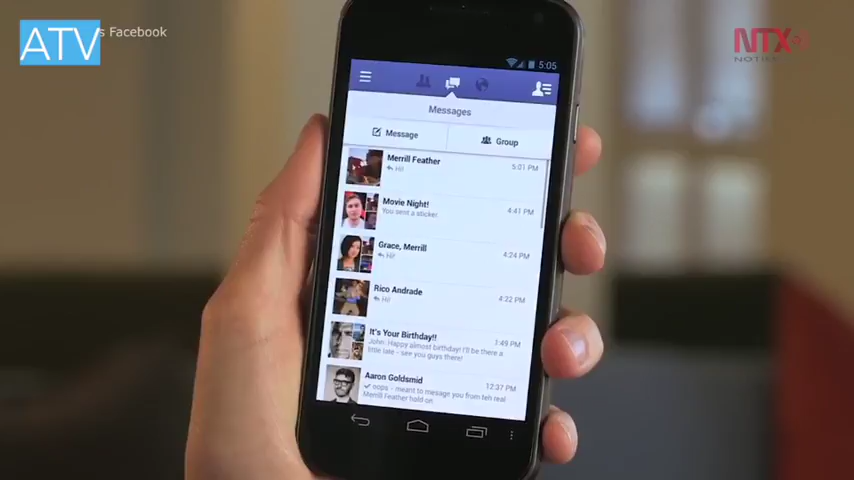 ATV
s Facebook
NTX
5:05
Messages
Message
Group
Merrill Feather
5:01 PM
Hi!
Movie Night!
4:41 PM
You sent a sticker.
Grace, Merrill
4:24 PM
Hi!
Rico Andrade
4:22 PM
Hi!
It's Your Birthday!!
1:49 PM
John: Happy almost birthday! I'll be there a
little late - see you guys there!
Aaron Goldsmid
12:37 PM
oops - meant to mesage you from teh real
Merrill Feather hold on.